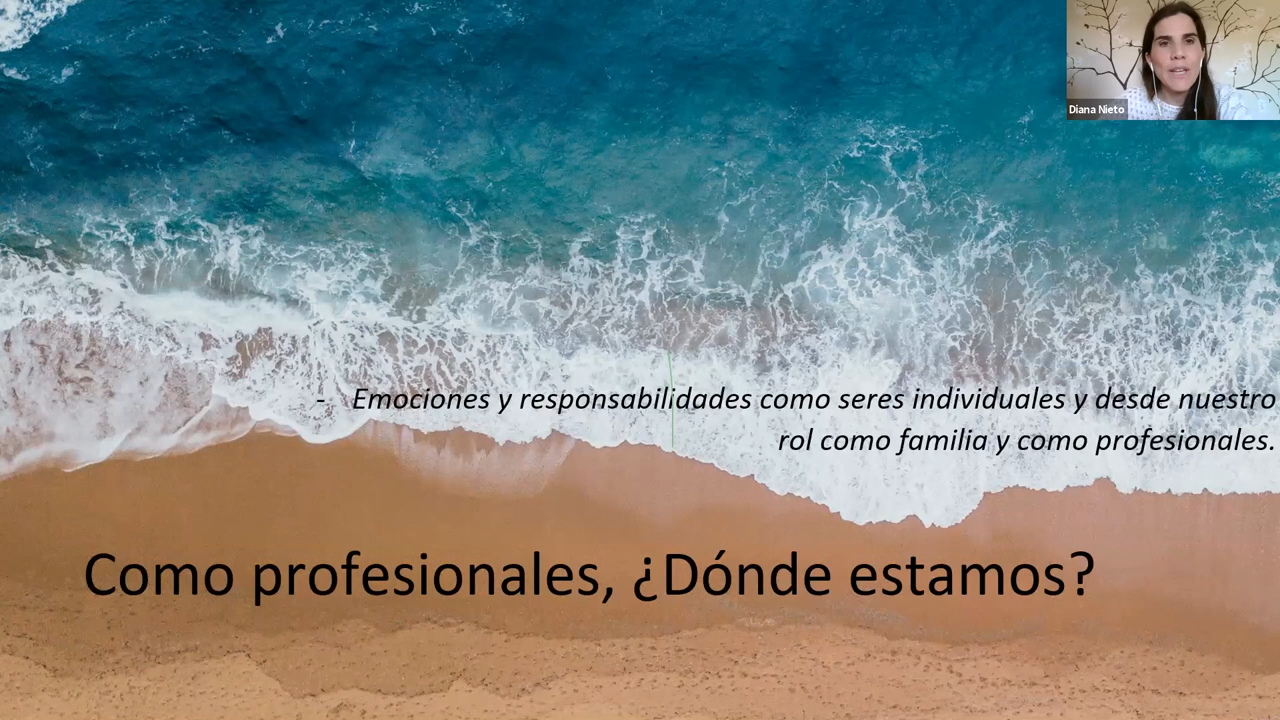 Diana Nieto
- Emociones y responsabilidades como seres individuales y desde nuestro
rol como familia y como profesionales.
Como profesionales, ¿Dónde estamos?